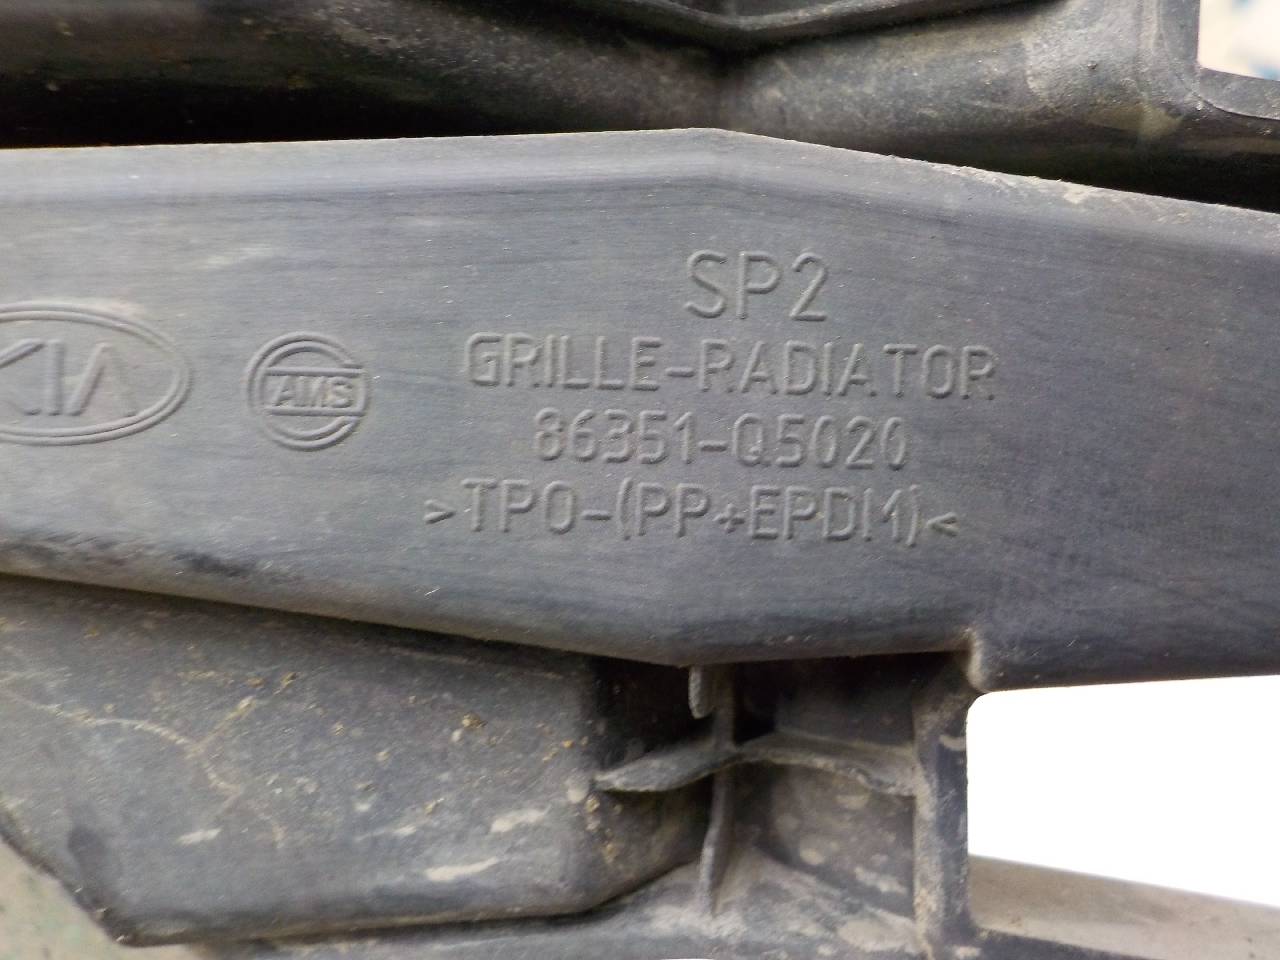 SP2
KIA
AMS
GRILLE-RADIATOR
86351-Q5020
>TPO-(PP+EPDM)<